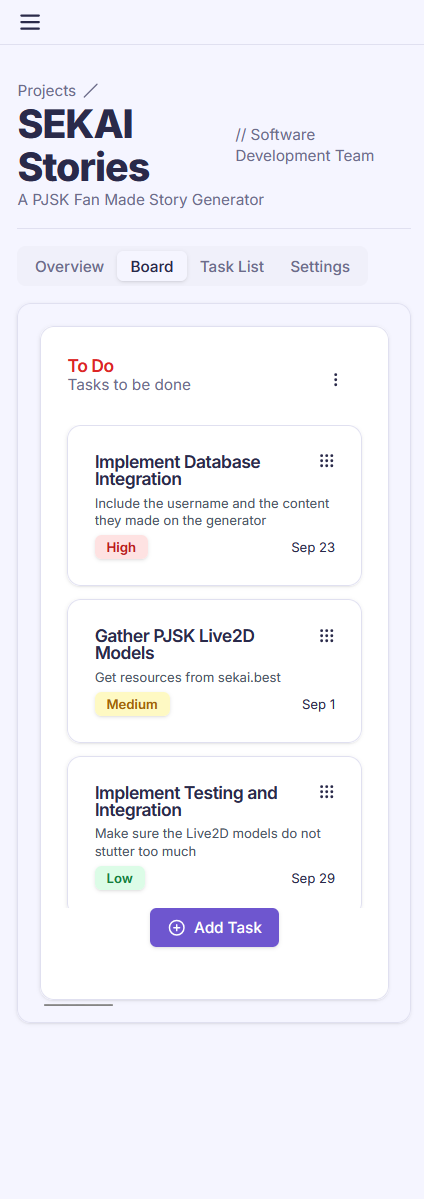 Projects /
SEKAI
Stories
// Software
Development Team
A PJSK Fan Made Story Generator
Overview
Board
Task List
Settings
To Do
Tasks to be done
Implement Database
Integration
Include the username and the content
they made on the generator
High
Sep 23
Gather PJSK Live2D
Models
Get resources from sekai.best
Medium
Sep 1
Implement Testing and
Integration
Make sure the Live2D models do not
stutter too much
Low
Sep 29
Add Task